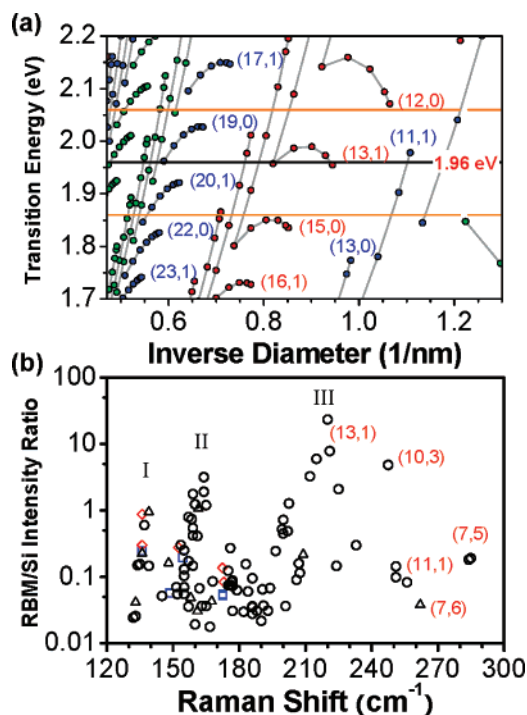 (a)
Transition Energy (eV)
2.2
2.1
2.0
1.9
1.8
1.7
(17,1)
(12,0)
(19,0)
(11,1)
(13,1)
1.96 eV
(20,1)
(22,0)
(15,0)
(13,0)
(23,1)
(16,1)
0.6 0.8 1.0 1.2
Inverse Diameter (1/nm)
(b)
RBM/Si Intensity Ratio
100
10
1
0.1
0.01
I
II
III
(13,1)
(10,3)
(7,5)
(11,1)
(7,6)
120 150 180 210 240 270 300
Raman Shift (cm⁻¹)